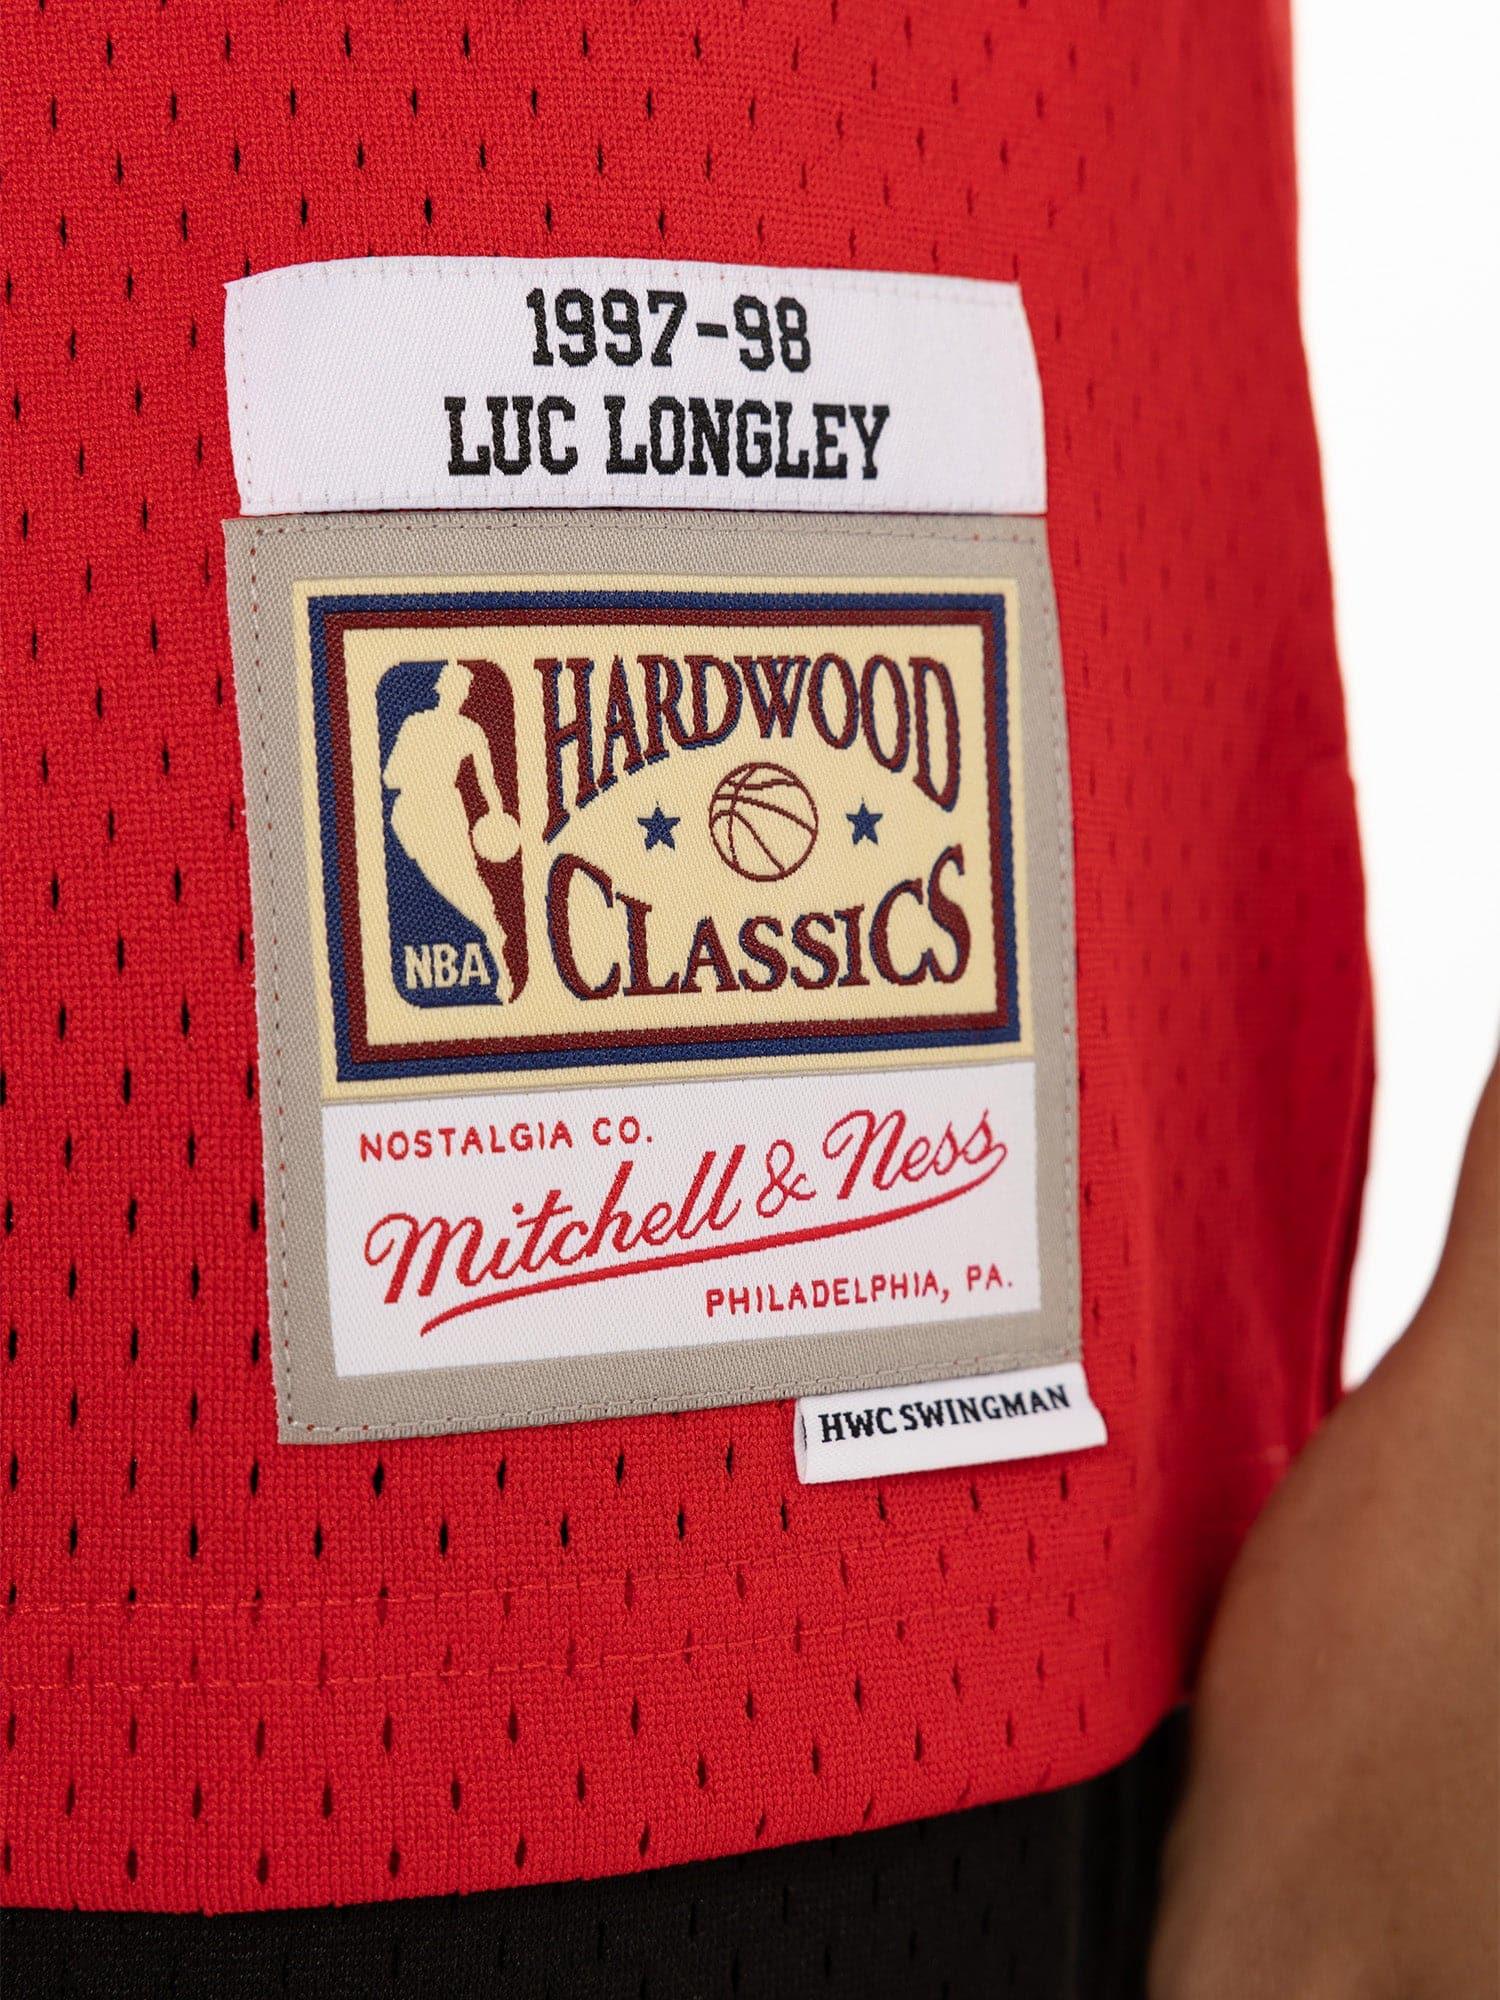 1997-98
LUC LONGLEY
HARDWOOD
CLASSICS
NBA
NOSTALGIA CO.
Mitchell & Ness
PHILADELPHIA, PA.
HWC SWINGMAN